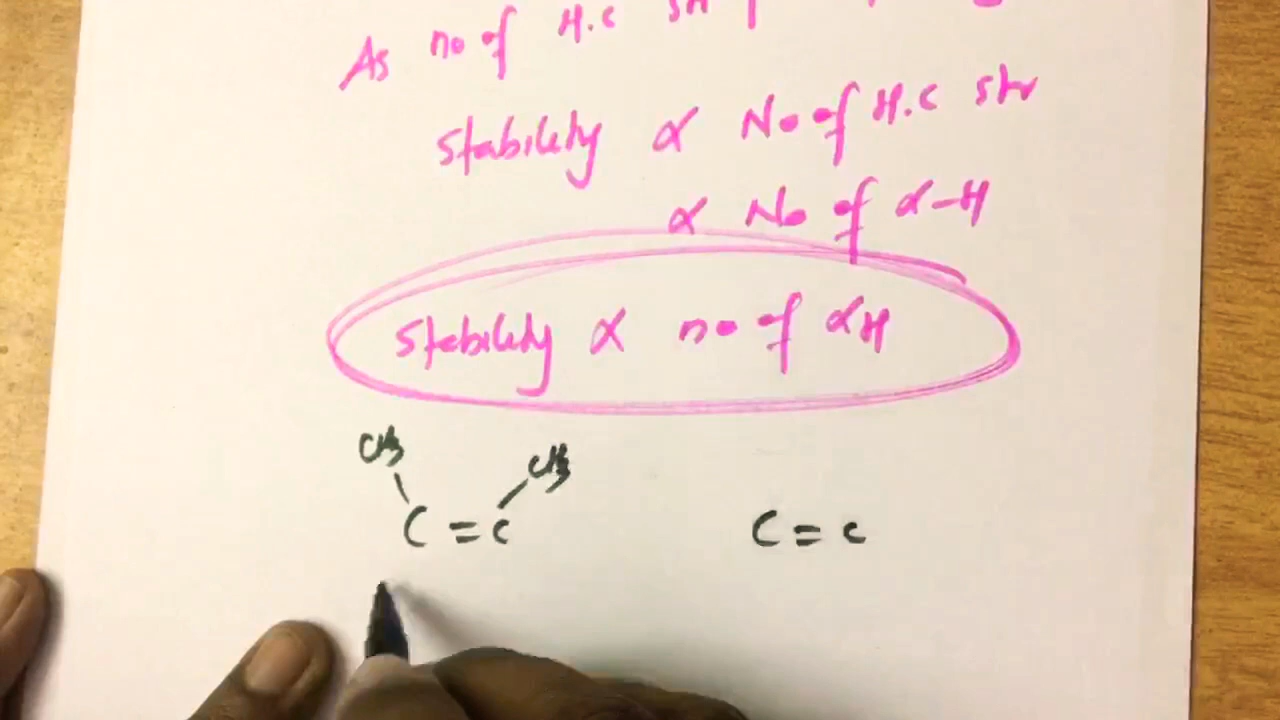 As no of H.C
Stability ∝ No of H.C str
∝ No of α-H
Stability ∝ no of αH
CH3 CH3
C = C C = C